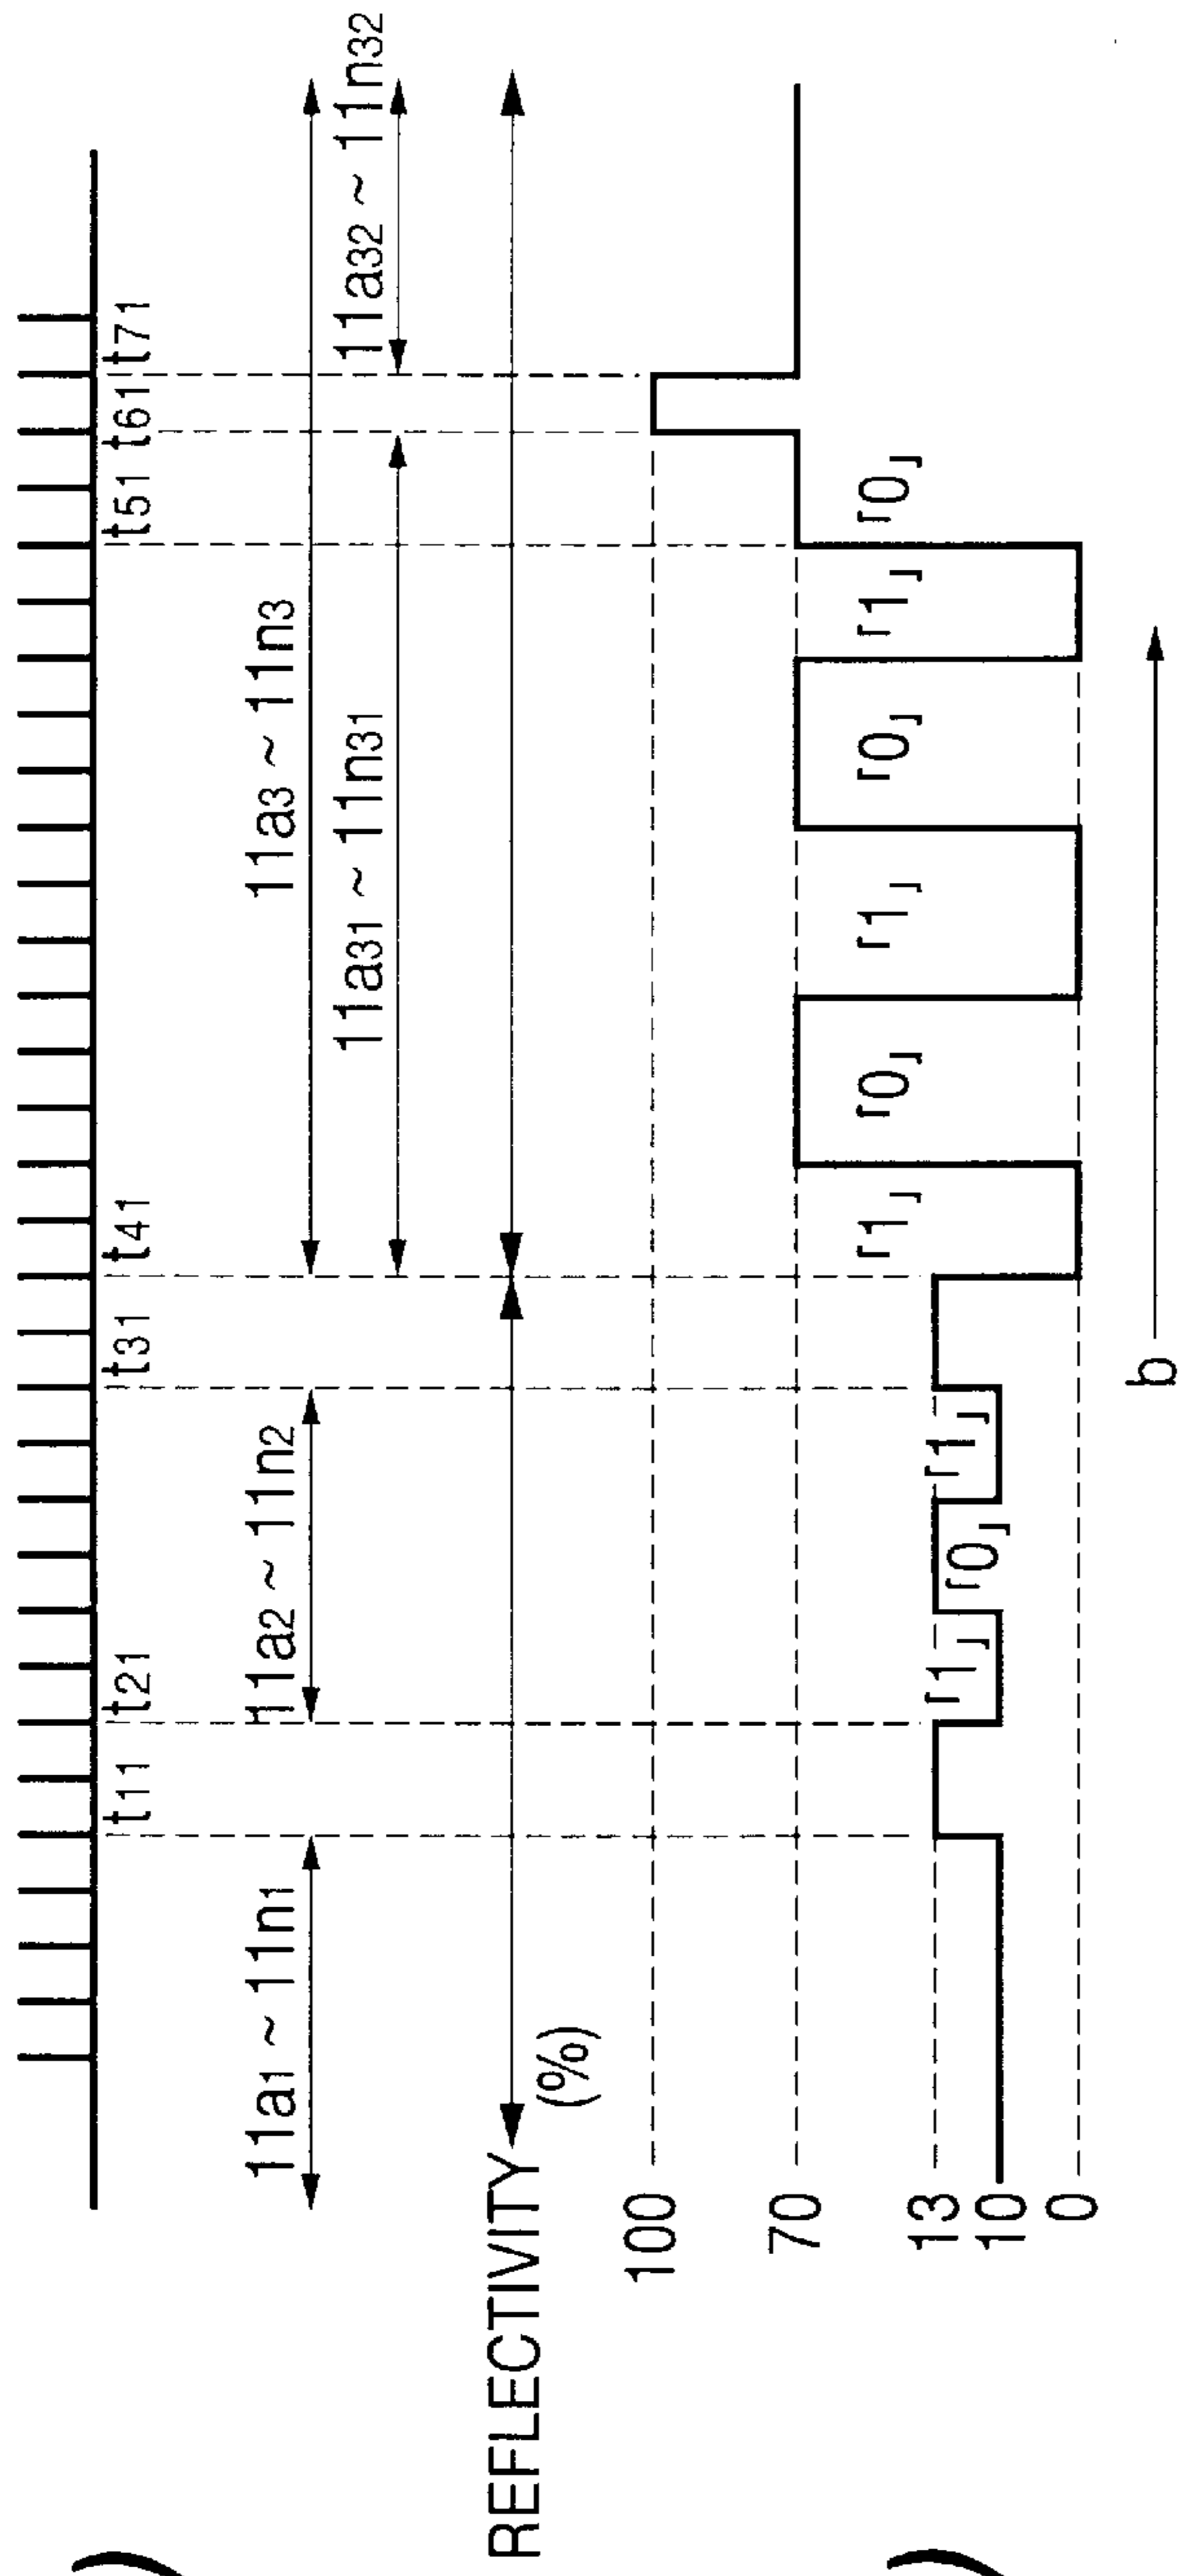 t11 t21 t31 t41 t51 t61 t71
11a1 ~ 11n1
11a2 ~ 11n2
11a3 ~ 11n3
11a31 ~ 11n31
11a32 ~ 11n32
REFLECTIVITY
(%)
100
70
13
10
0
「1」 「0」 「1」 「1」 「0」 「1」 「0」 「1」 「0」
b
)
)